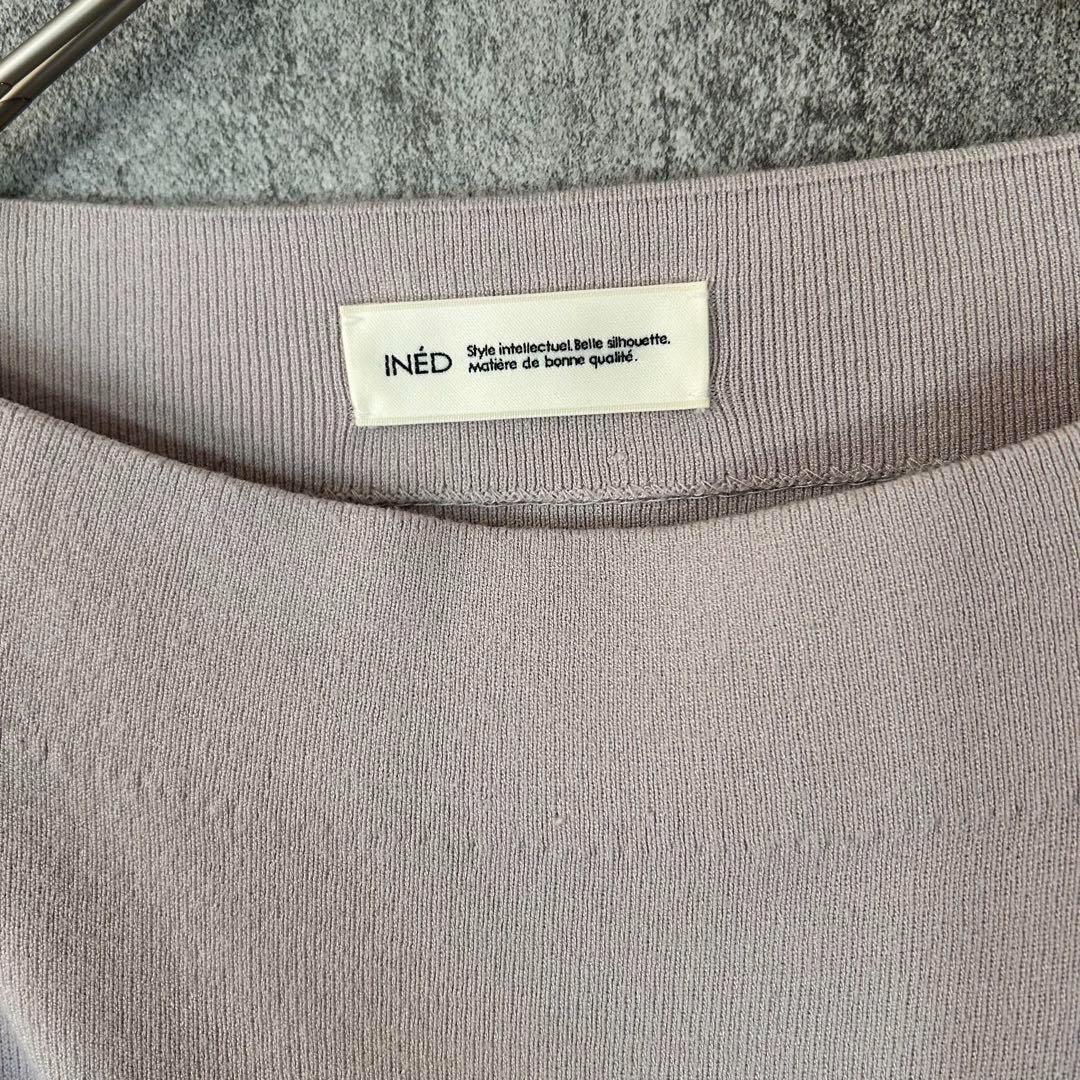 INÉD
Style intellectuel. Belle silhouette.
Matière de bonne qualité.